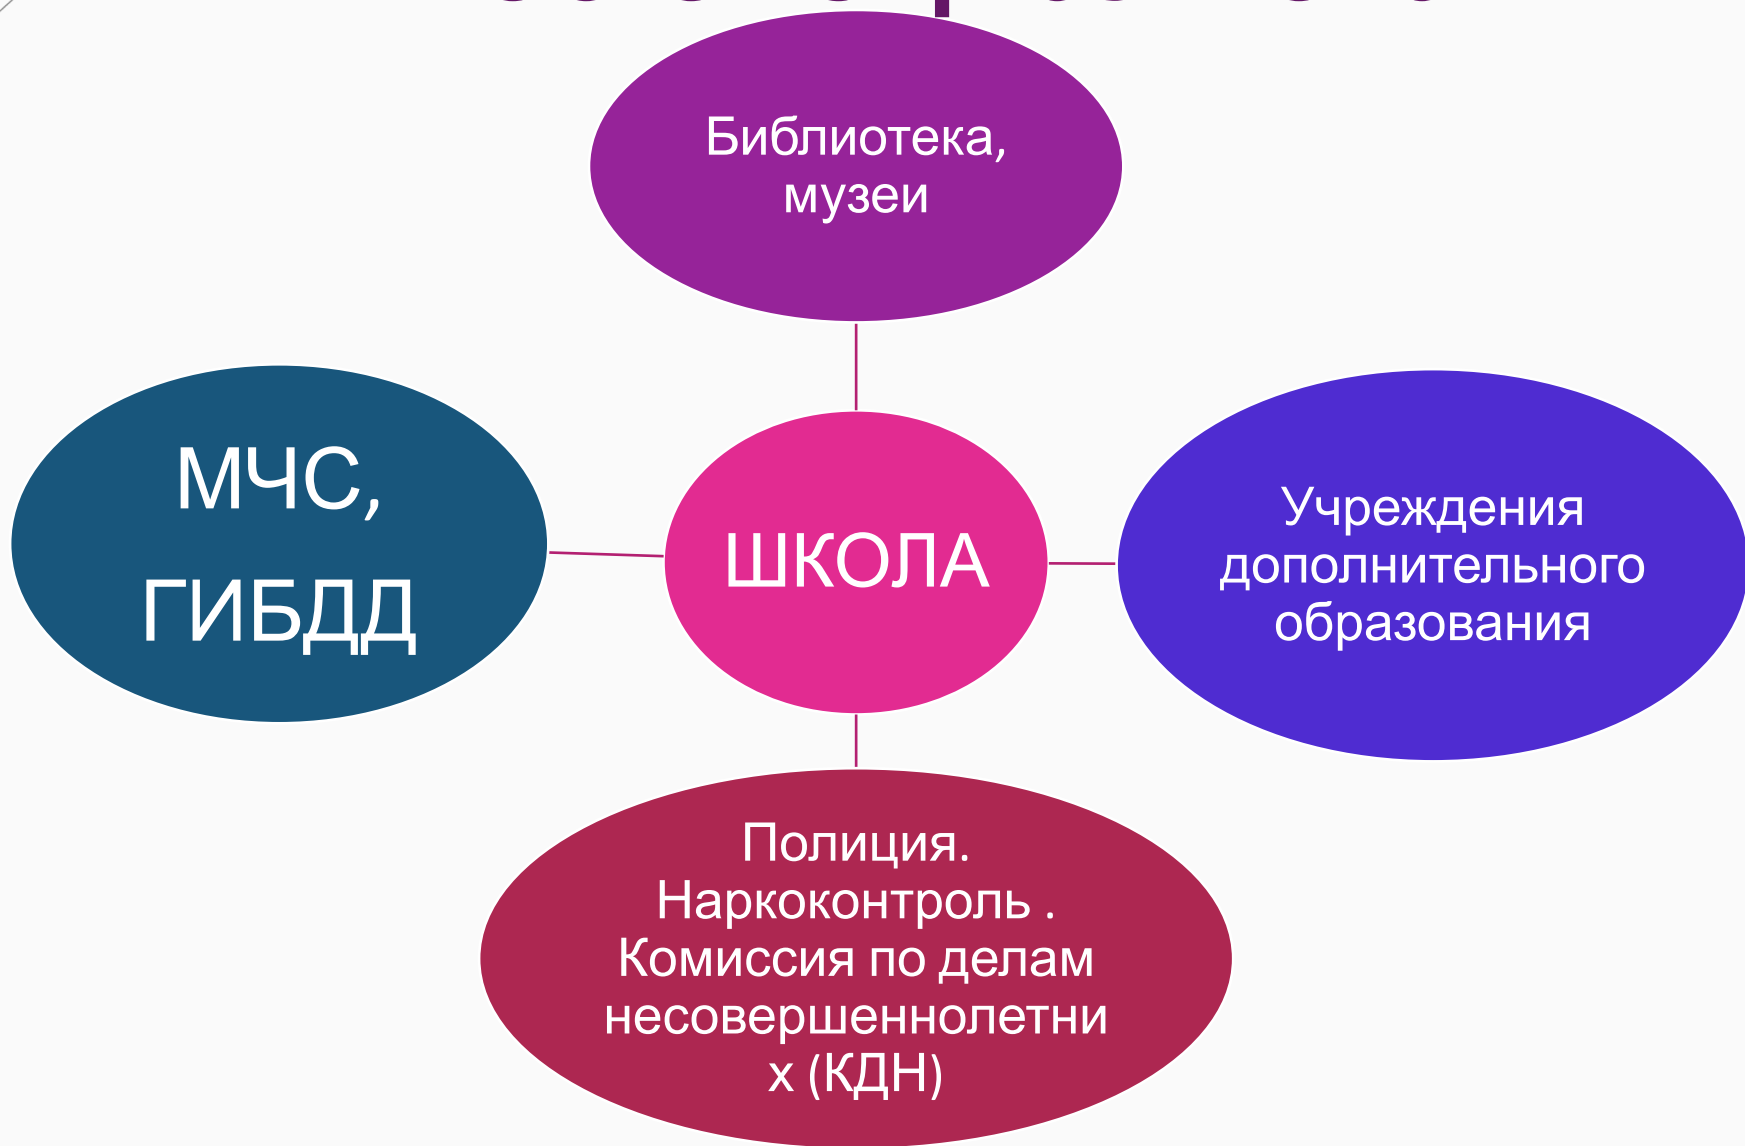 Библиотека,
музеи
МЧС,
ГИБДД
ШКОЛА
Учреждения
дополнительного
образования
Полиция.
Наркоконтроль .
Комиссия по делам
несовершеннолетни
х (КДН)